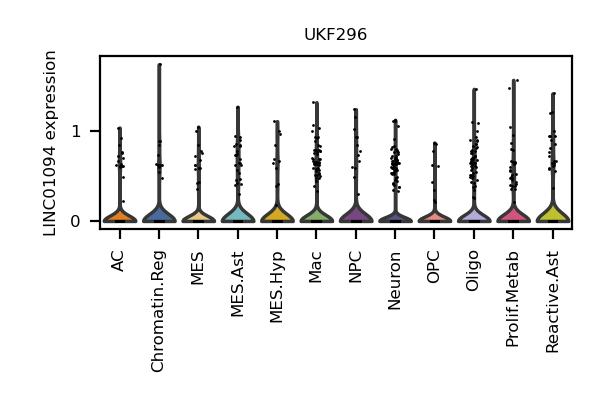 UKF296
LINC01094 expression
1
0
AC
Chromatin.Reg
MES
MES.Ast
MES.Hyp
Mac
NPC
Neuron
OPC
Oligo
Prolif.Metab
Reactive.Ast